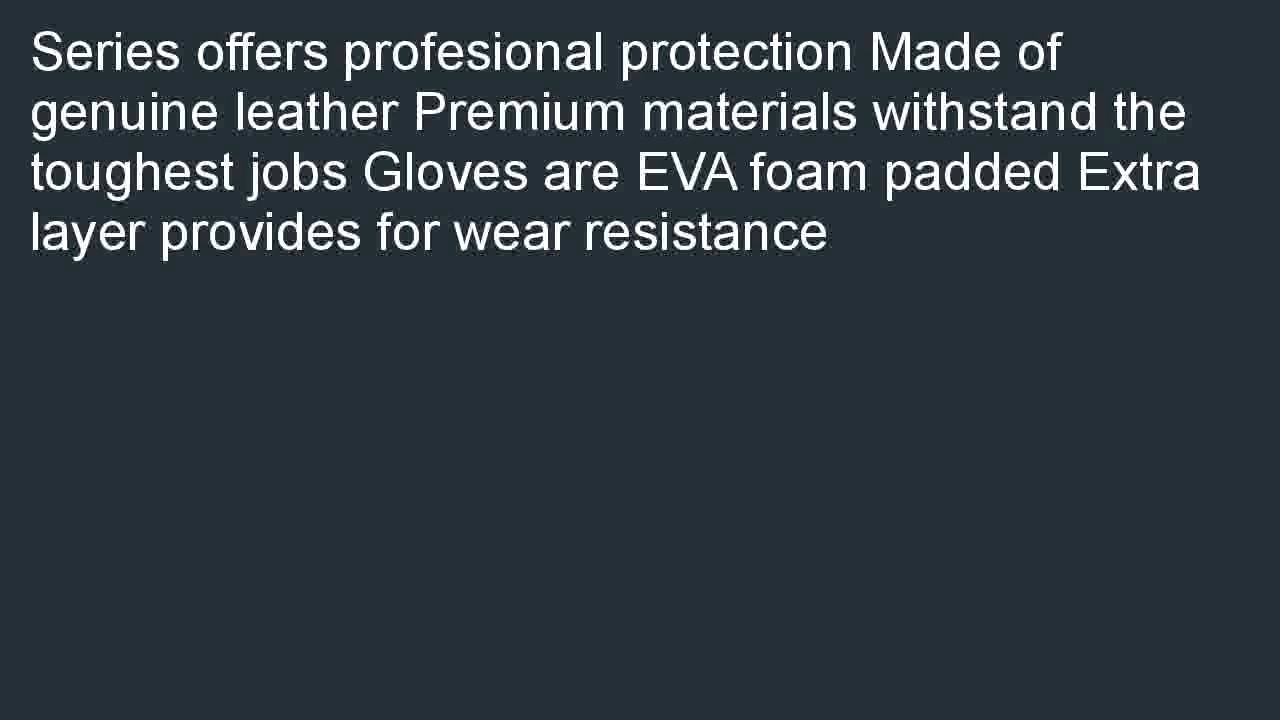 Series offers profesional protection Made of
genuine leather Premium materials withstand the
toughest jobs Gloves are EVA foam padded Extra
layer provides for wear resistance